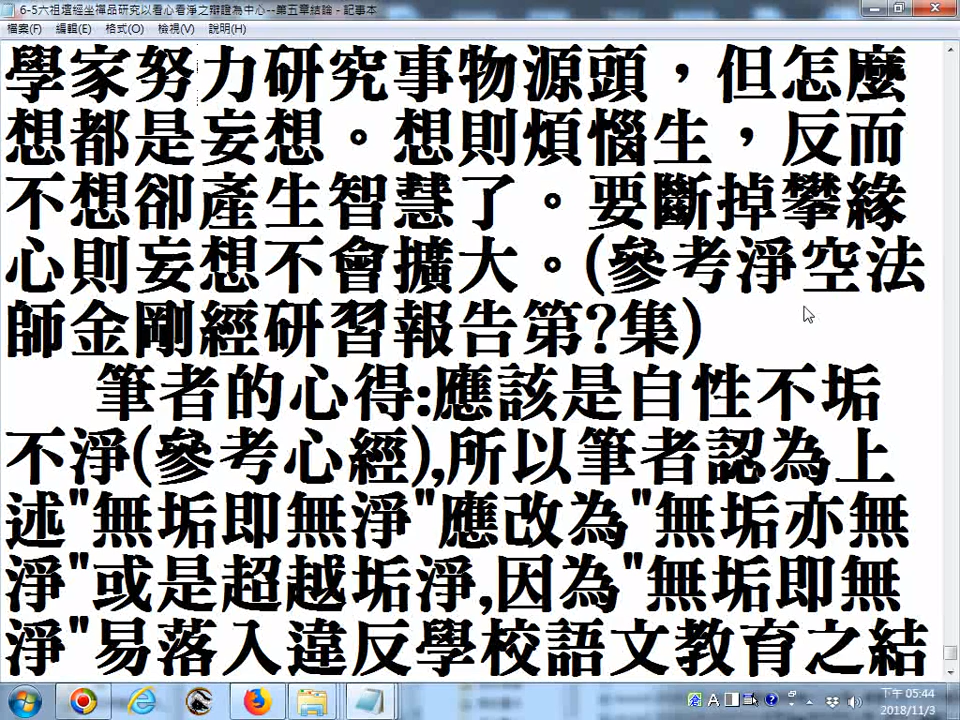 6-5六祖壇經坐禪品研究以看心看淨之辯證為中心--第五章結論 - 記事本
檔案(F) 編輯(E) 格式(O) 檢視(V) 說明(H)
學家努力研究事物源頭，但怎麼
想都是妄想。想則煩惱生，反而
不想卻產生智慧了。要斷掉攀緣
心則妄想不會擴大。(參考淨空法
師金剛經研習報告第?集)
筆者的心得:應該是自性不垢
不淨(參考心經),所以筆者認為上
述"無垢即無淨"應改為"無垢亦無
淨"或是超越垢淨,因為"無垢即無
淨"易落入違反學校語文教育之結
下午 05:44
2018/11/3